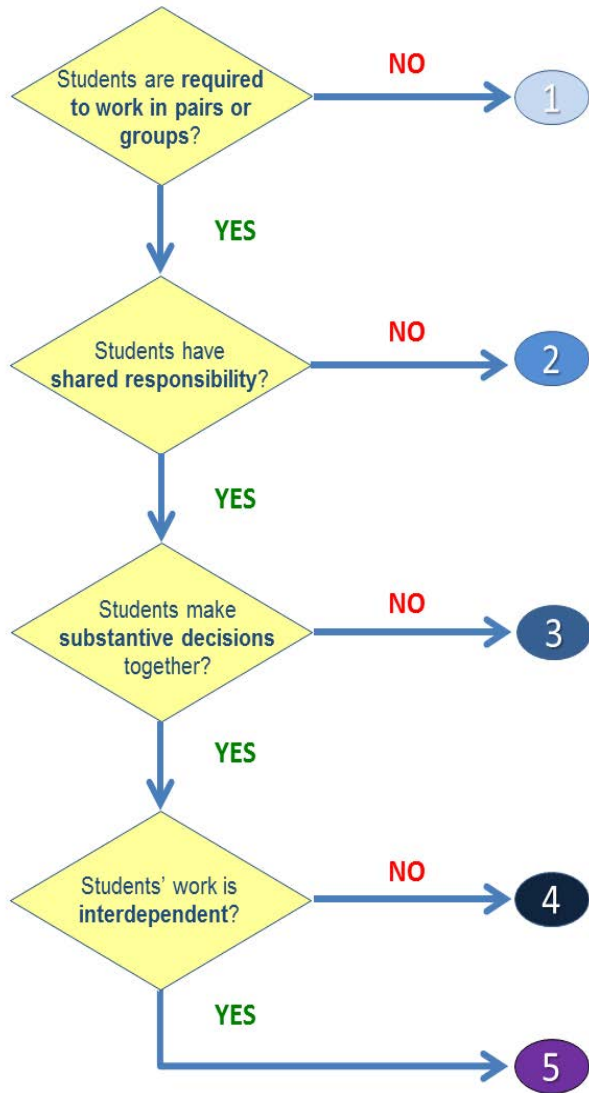 Students are required
to work in pairs or
groups?
NO
1
YES
Students have
shared responsibility?
NO
2
YES
Students make
substantive decisions
together?
NO
3
YES
Students’ work is
interdependent?
NO
4
YES
5